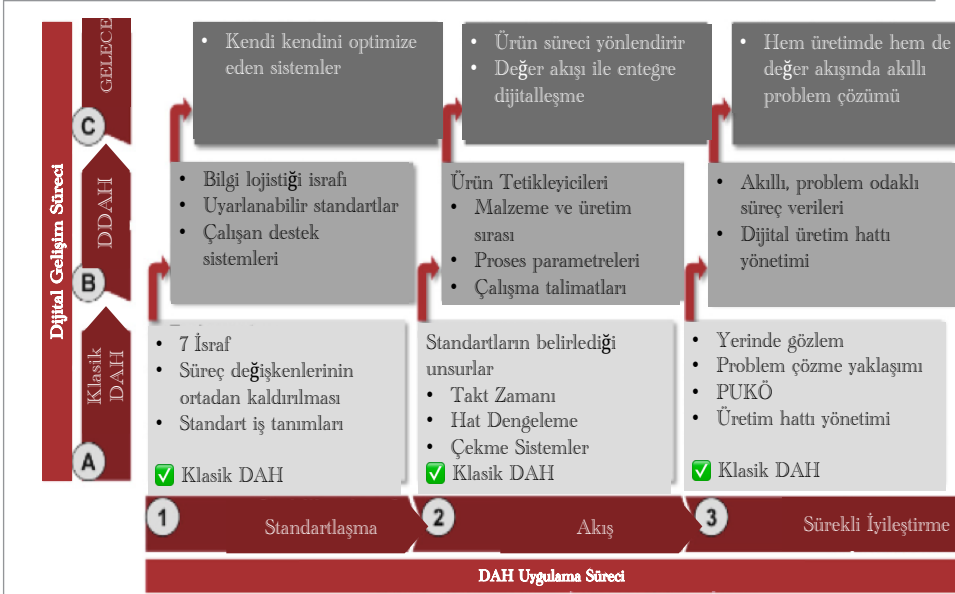 Dijital Gelişim Süreci
GELECE
C
• Kendi kendini optimize
eden sistemler
• Ürün süreci yönlendirir
• Değer akışı ile entegre
dijitalleşme
• Hem üretimde hem de
değer akışında akıllı
problem çözümü
DDAH
B
• Bilgi lojistiği israfı
• Uyarlanabilir standartlar
• Çalışan destek
sistemleri
Ürün Tetikleyicileri
• Malzeme ve üretim
sırası
• Proses parametreleri
• Çalışma talimatları
• Akıllı, problem odaklı
süreç verileri
• Dijital üretim hattı
yönetimi
Klasik
DAH
A
• 7 İsraf
• Süreç değişkenlerinin
ortadan kaldırılması
• Standart iş tanımları
✅ Klasik DAH
Standartların belirlediği
unsurlar
• Takt Zamanı
• Hat Dengeleme
• Çekme Sistemler
✅ Klasik DAH
• Yerinde gözlem
• Problem çözme yaklaşımı
• PUKÖ
• Üretim hattı yönetimi
✅ Klasik DAH
1
Standartlaşma
2
Akış
3
Sürekli İyileştirme
DAH Uygulama Süreci